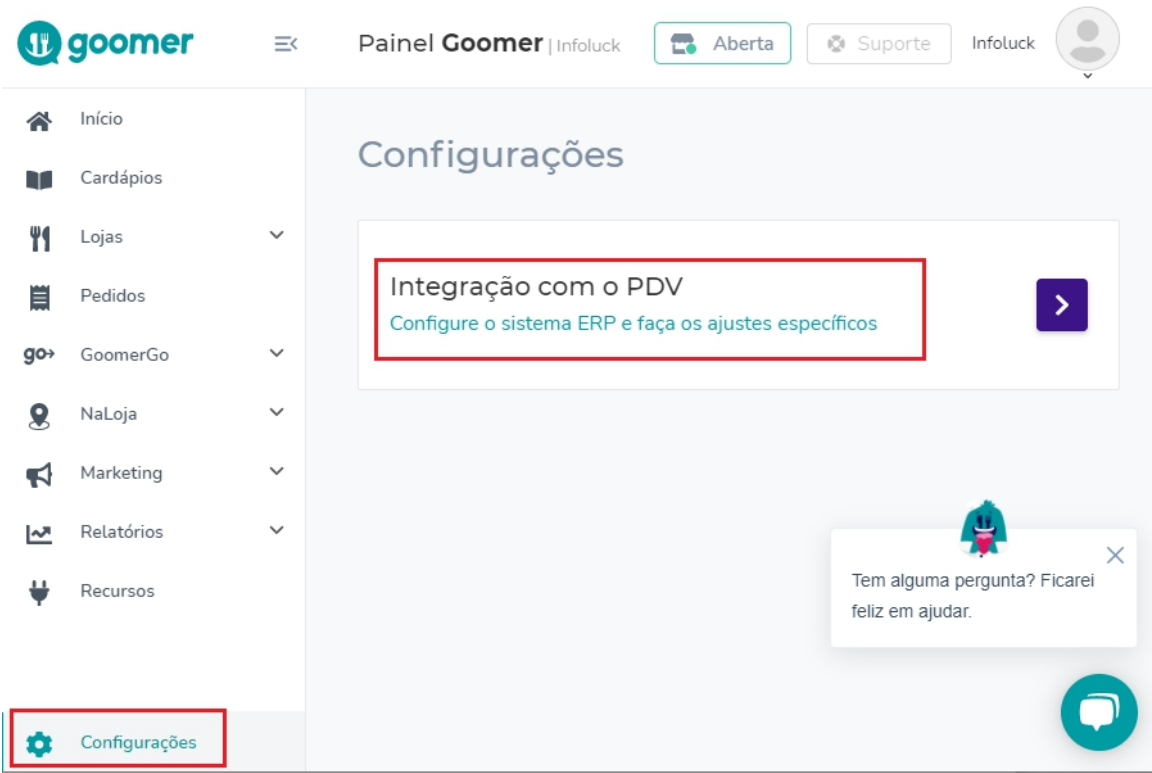 goomer
Painel Goomer | Infoluck
Aberta
Suporte
Infoluck
Início
Cardápios
Lojas
Pedidos
go
GoomerGo
NaLoja
Marketing
Relatórios
Recursos
Configurações
Configurações
Integração com o PDV
Configure o sistema ERP e faça os ajustes específicos
Tem alguma pergunta? Ficarei
feliz em ajudar.